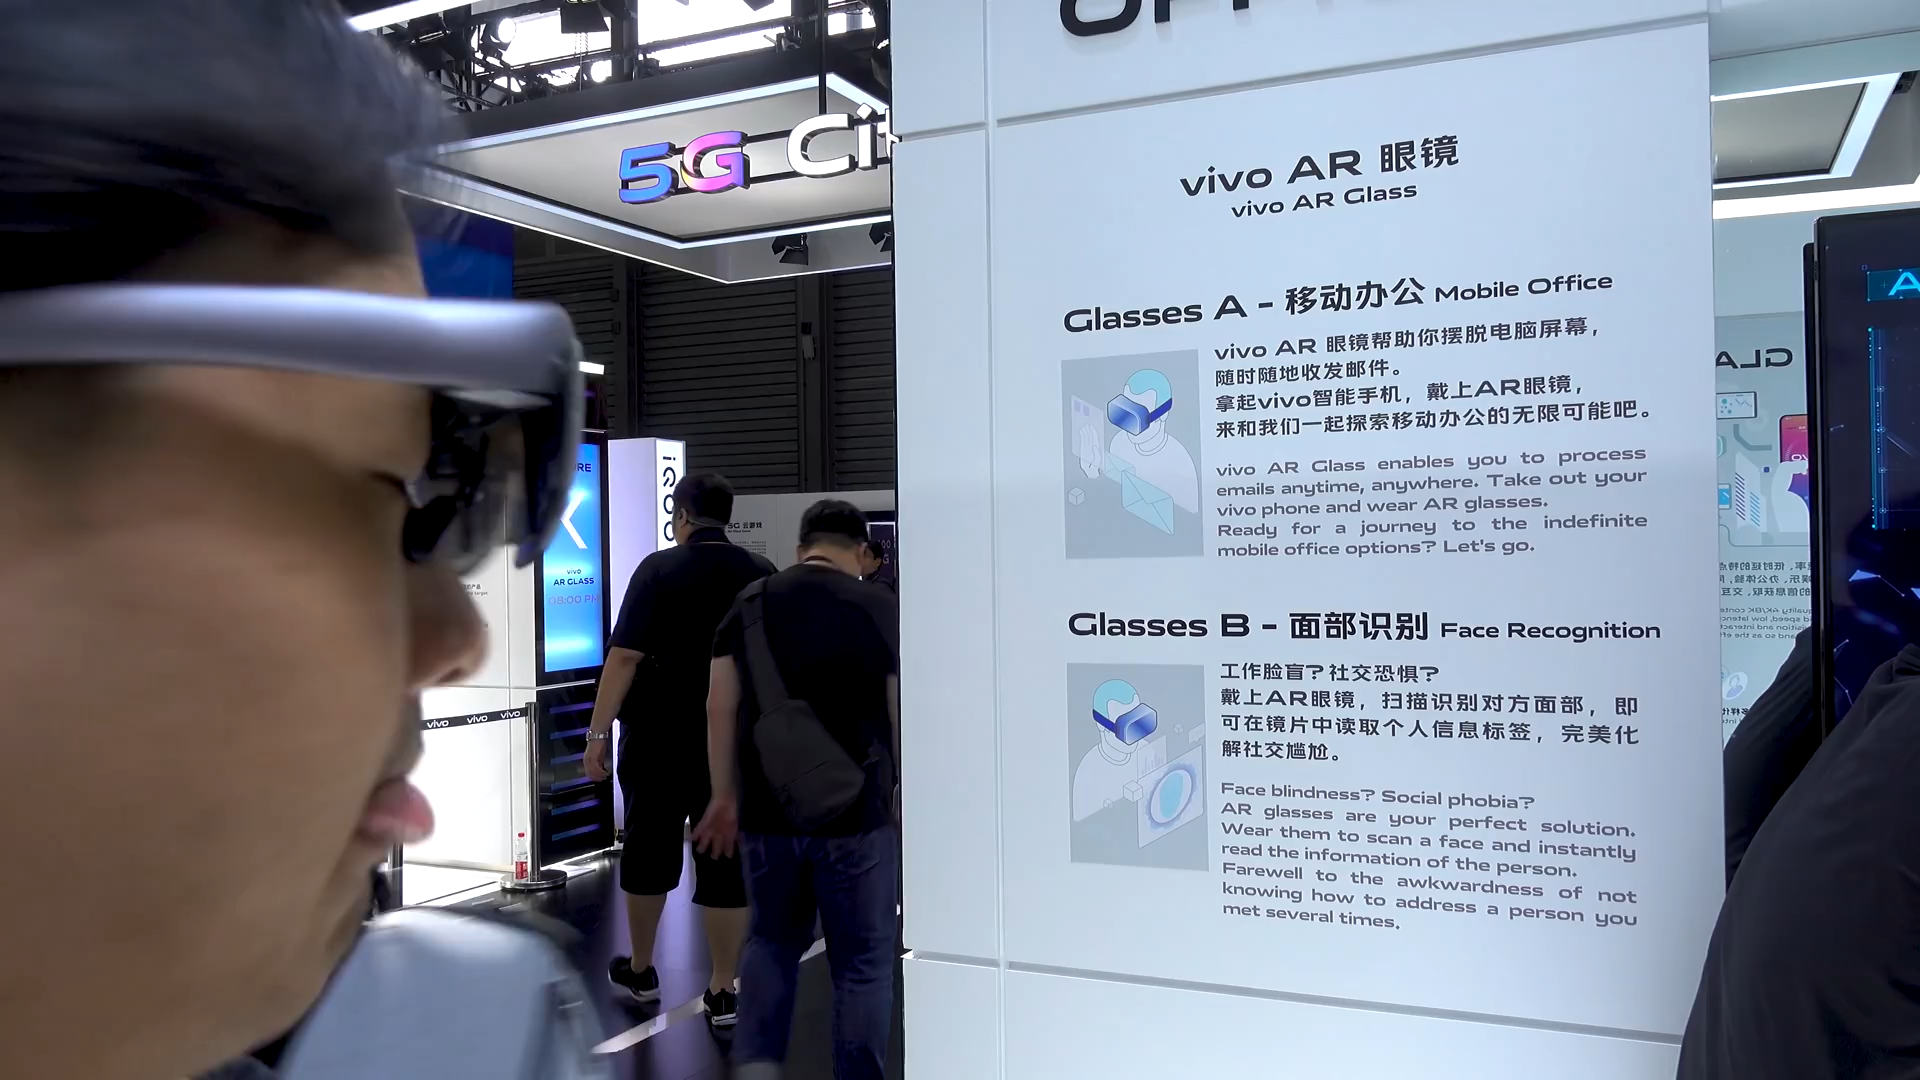 5G Cit
vivo AR 眼镜
vivo AR Glass
Glasses A - 移动办公 Mobile Office
vivo AR 眼镜帮助你摆脱电脑屏幕，
随时随地收发邮件。
拿起vivo智能手机，戴上AR眼镜，
来和我们一起探索移动办公的无限可能吧。
vivo AR Glass enables you to process
emails anytime, anywhere. Take out your
vivo phone and wear AR glasses.
Ready for a journey to the indefinite
mobile office options? Let's go.
Glasses B - 面部识别 Face Recognition
工作脸盲？社交恐惧？
戴上AR眼镜，扫描识别对方面部，即
可在镜片中读取个人信息标签，完美化
解社交尴尬。
Face blindness? Social phobia?
AR glasses are your perfect solution.
Wear them to scan a face and instantly
read the information of the person.
Farewell to the awkwardness of not
knowing how to address a person you
met several times.
iQOO
5G 云游戏
vivo
AR GLASS
08:00 PM
vivo vivo vivo